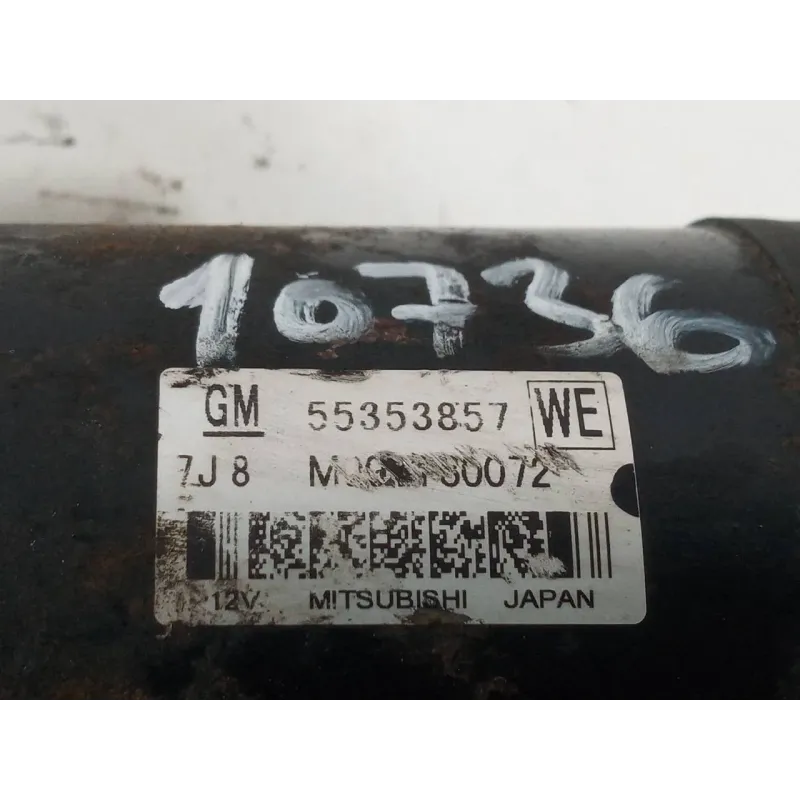 10736
GM 55353857 WE
7J 8
12V MITSUBISHI JAPAN